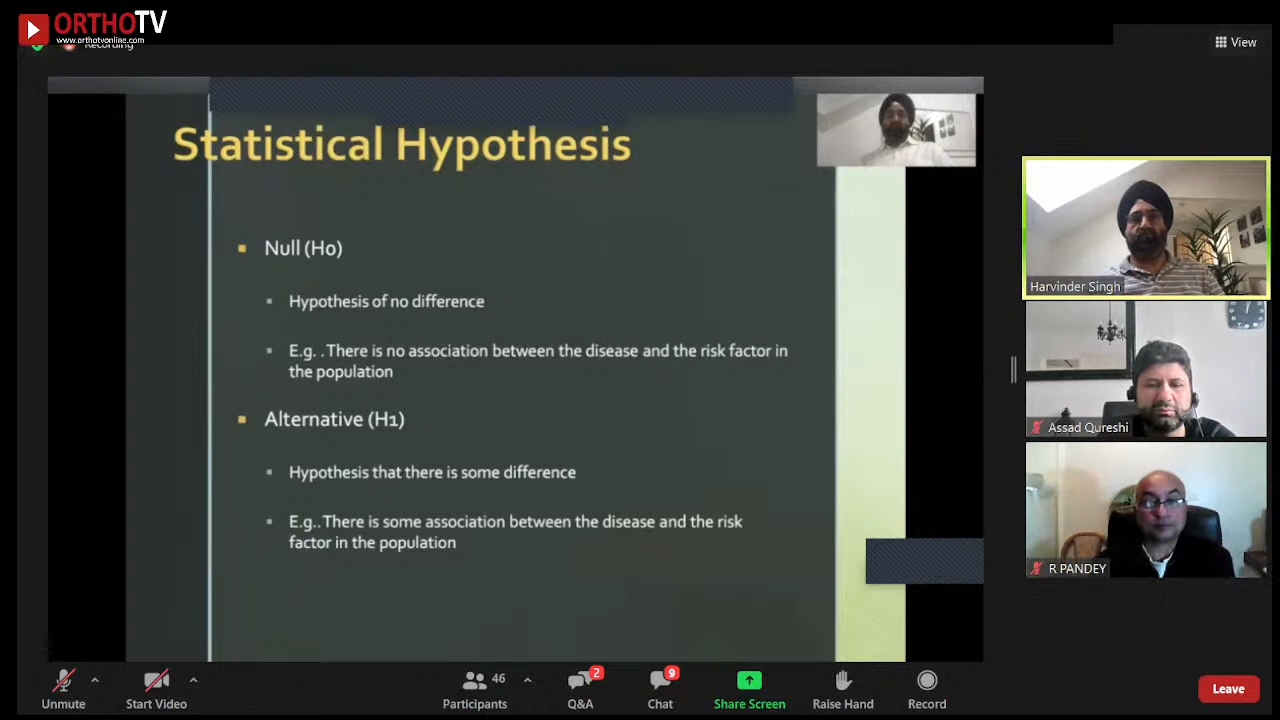 ORTHOTV
www.orthotvonline.com
Recording
View
Statistical Hypothesis
Null (H0)
Hypothesis of no difference
E.g. .There is no association between the disease and the risk factor in
the population
Alternative (H1)
Hypothesis that there is some difference
E.g..There is some association between the disease and the risk
factor in the population
Harvinder Singh
Assad Qureshi
R PANDEY
Unmute
Start Video
46
Participants
2
Q&A
9
Chat
Share Screen
Raise Hand
Record
Leave